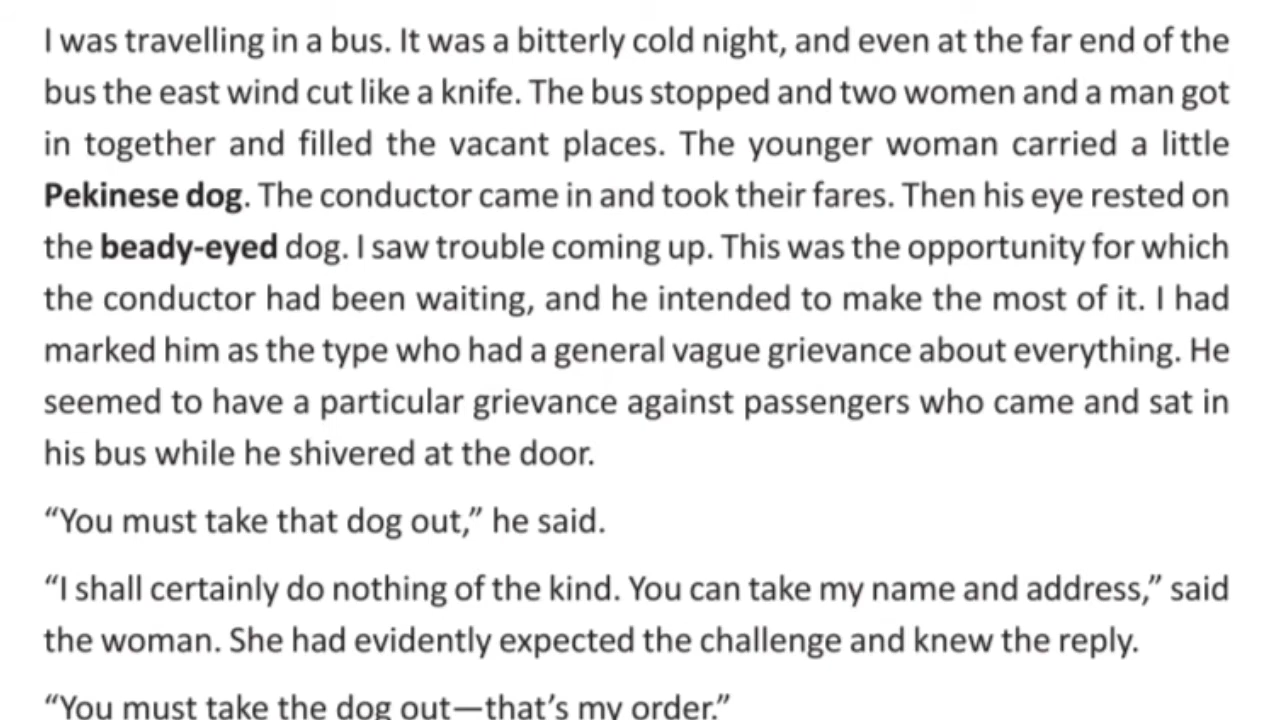 I was travelling in a bus. It was a bitterly cold night, and even at the far end of the
bus the east wind cut like a knife. The bus stopped and two women and a man got
in together and filled the vacant places. The younger woman carried a little
Pekinese dog. The conductor came in and took their fares. Then his eye rested on
the beady-eyed dog. I saw trouble coming up. This was the opportunity for which
the conductor had been waiting, and he intended to make the most of it. I had
marked him as the type who had a general vague grievance about everything. He
seemed to have a particular grievance against passengers who came and sat in
his bus while he shivered at the door.
“You must take that dog out,” he said.
“I shall certainly do nothing of the kind. You can take my name and address,” said
the woman. She had evidently expected the challenge and knew the reply.
“You must take the dog out—that’s my order.”